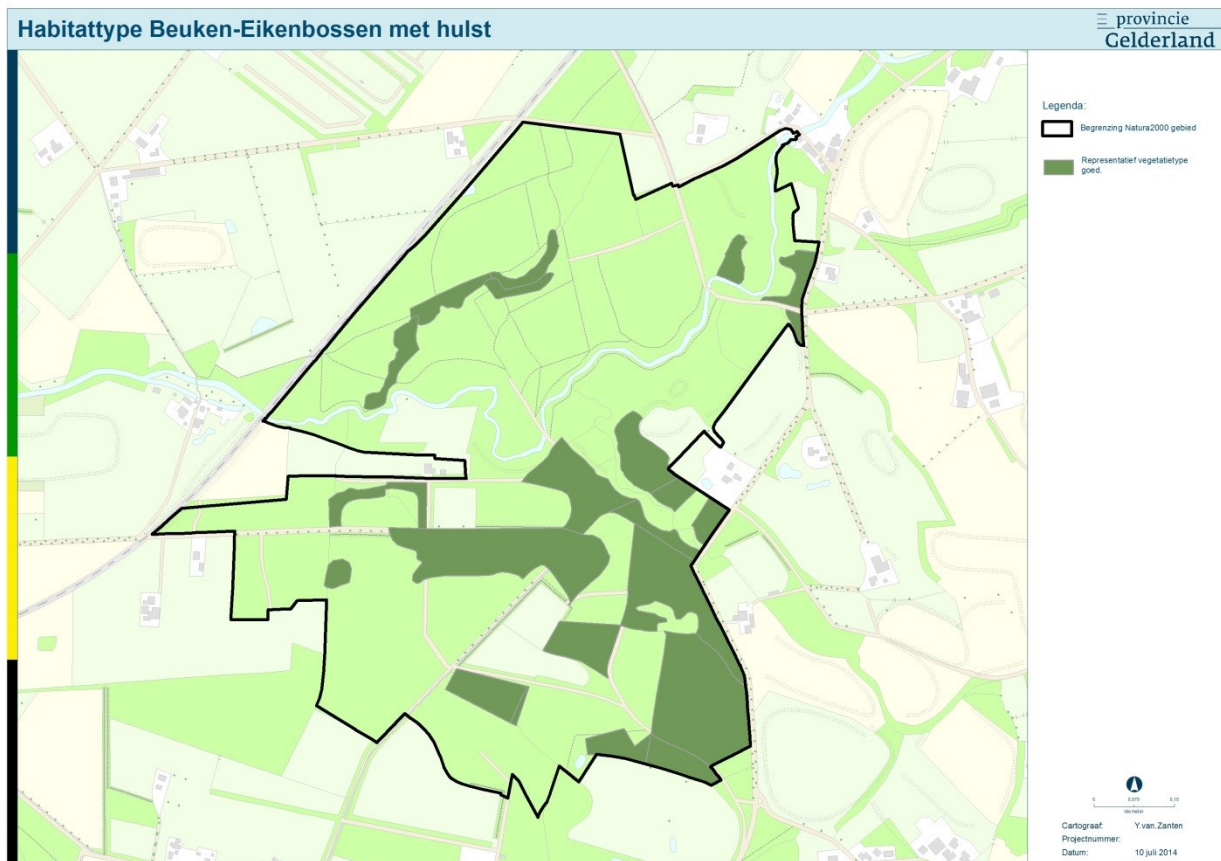 Habitattype Beuken-Eikenbossen met hulst
provincie
Gelderland
Legenda:
Begrenzing Natura2000 gebied
Representatief vegetatietype
goed.
0 0.075 0.15
kilometer
Cartograaf: Y.van.Zanten
Projectnummer:
Datum: 10 juli 2014